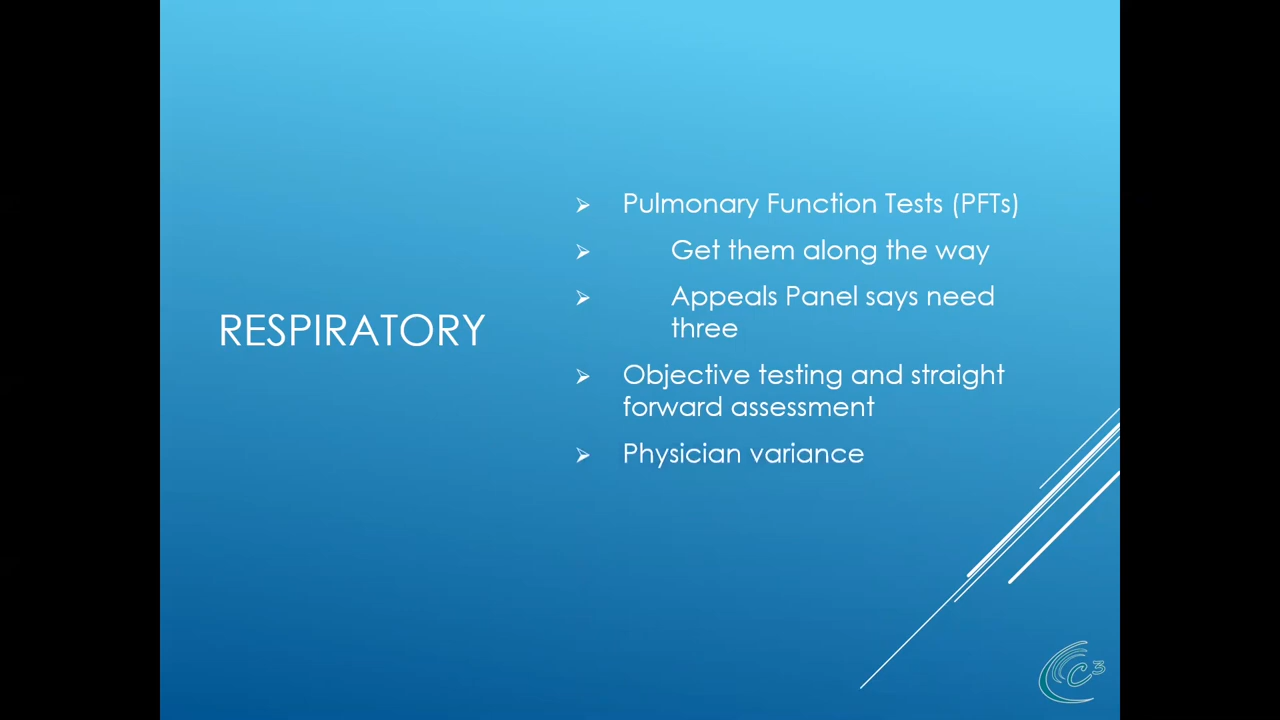 RESPIRATORY
Pulmonary Function Tests (PFTs)
Get them along the way
Appeals Panel says need
three
Objective testing and straight
forward assessment
Physician variance
C3